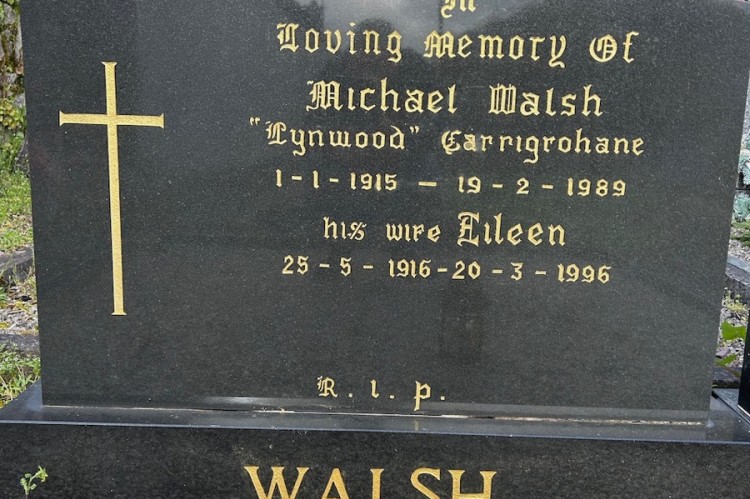 In
Loving Memory Of
Michael Walsh
"Lynwood" Carrigrohane
1-1-1915 – 19-2-1989
his wife Eileen
25-5-1916-20-3-1996
R.I.P.
WALSH